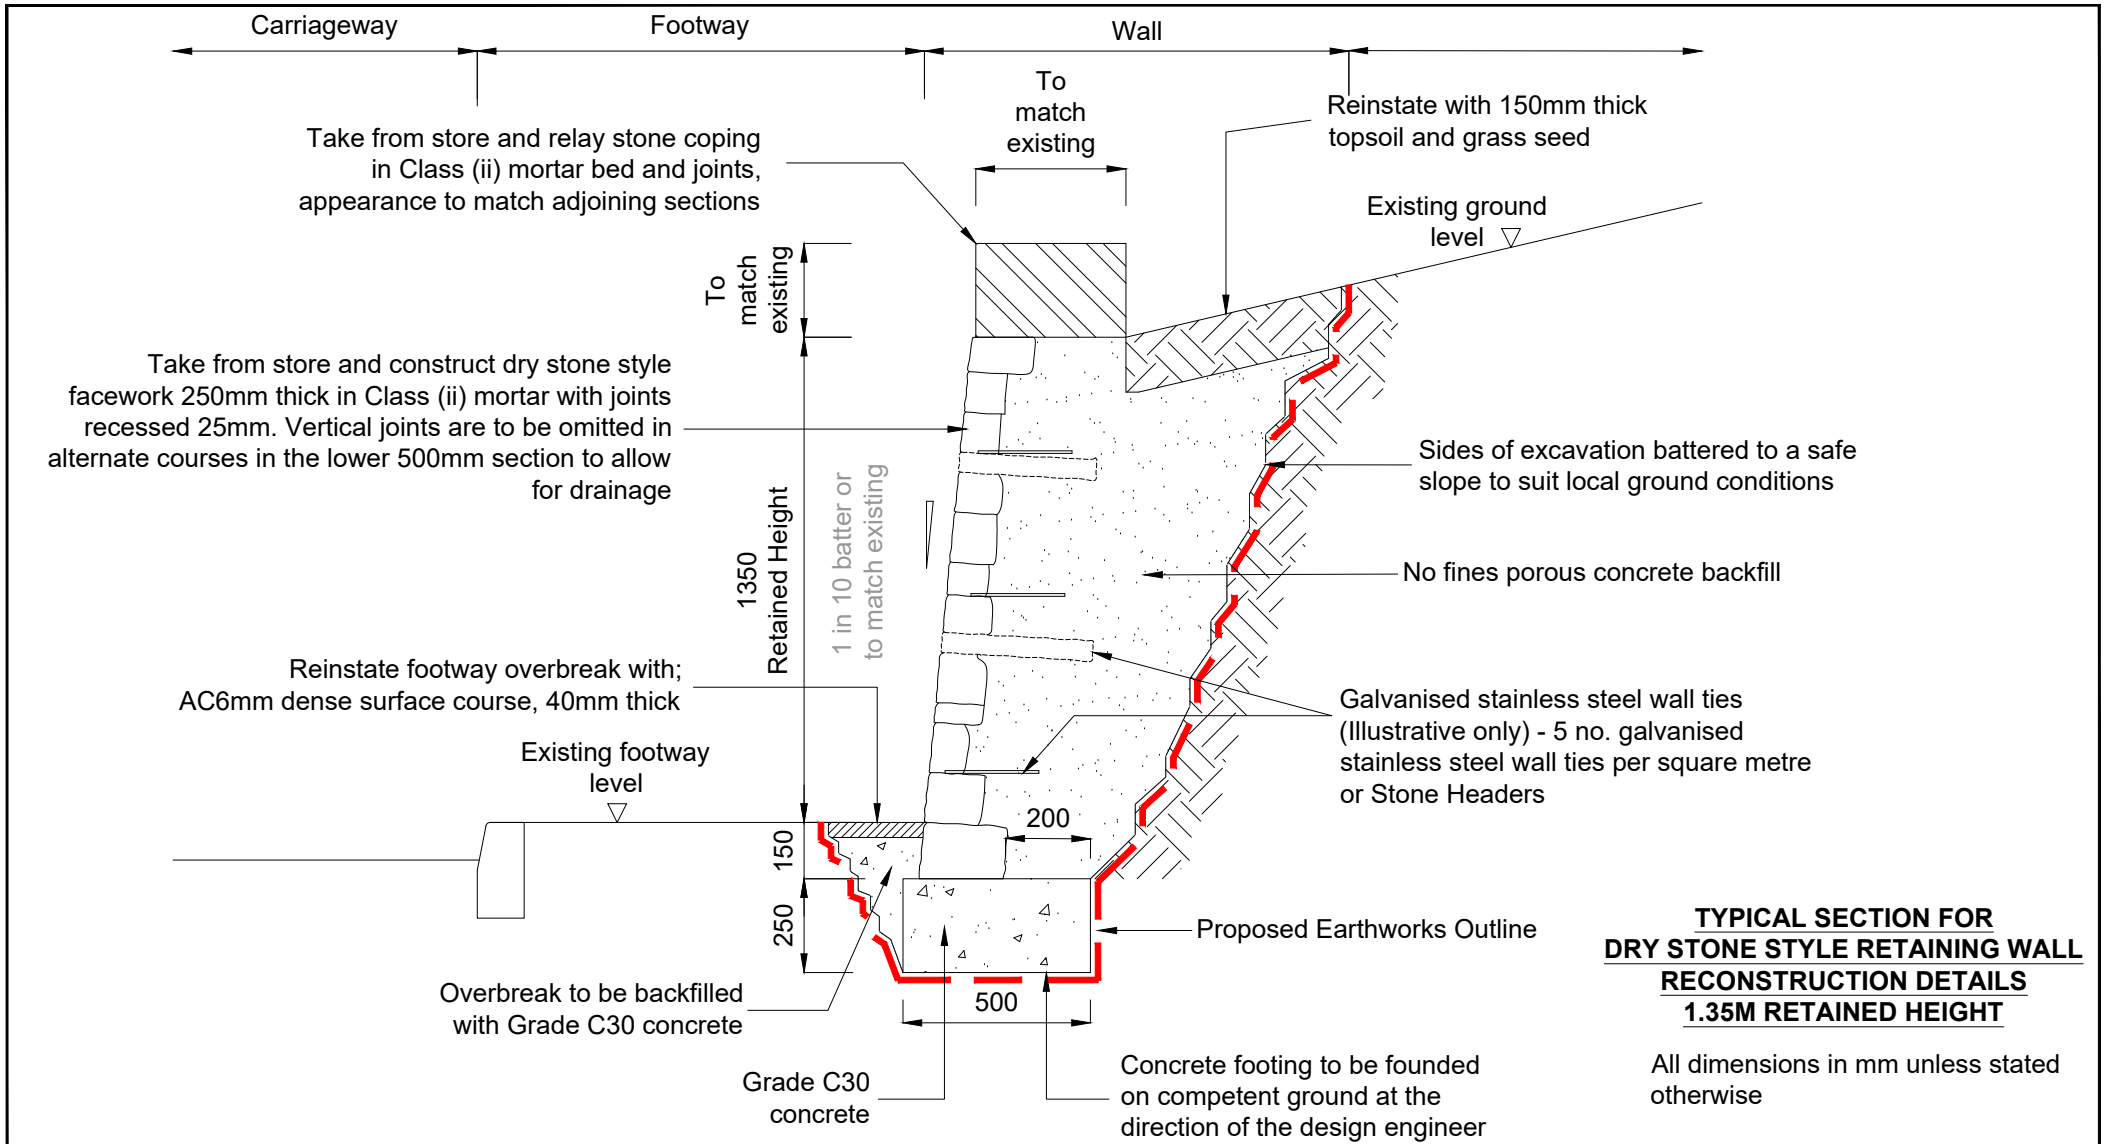 Carriageway
Footway
Wall
To
match
existing
Reinstate with 150mm thick
topsoil and grass seed
Take from store and relay stone coping
in Class (ii) mortar bed and joints,
appearance to match adjoining sections
Existing ground
level
To
match
existing
Take from store and construct dry stone style
facework 250mm thick in Class (ii) mortar with joints
recessed 25mm. Vertical joints are to be omitted in
alternate courses in the lower 500mm section to allow
for drainage
Sides of excavation battered to a safe
slope to suit local ground conditions
1350
Retained Height
1 in 10 batter or
to match existing
No fines porous concrete backfill
Reinstate footway overbreak with;
AC6mm dense surface course, 40mm thick
Galvanised stainless steel wall ties
(Illustrative only) - 5 no. galvanised
stainless steel wall ties per square metre
or Stone Headers
Existing footway
level
200
150
250
Proposed Earthworks Outline
500
Overbreak to be backfilled
with Grade C30 concrete
Grade C30
concrete
Concrete footing to be founded
on competent ground at the
direction of the design engineer
TYPICAL SECTION FOR
DRY STONE STYLE RETAINING WALL
RECONSTRUCTION DETAILS
1.35M RETAINED HEIGHT
All dimensions in mm unless stated
otherwise